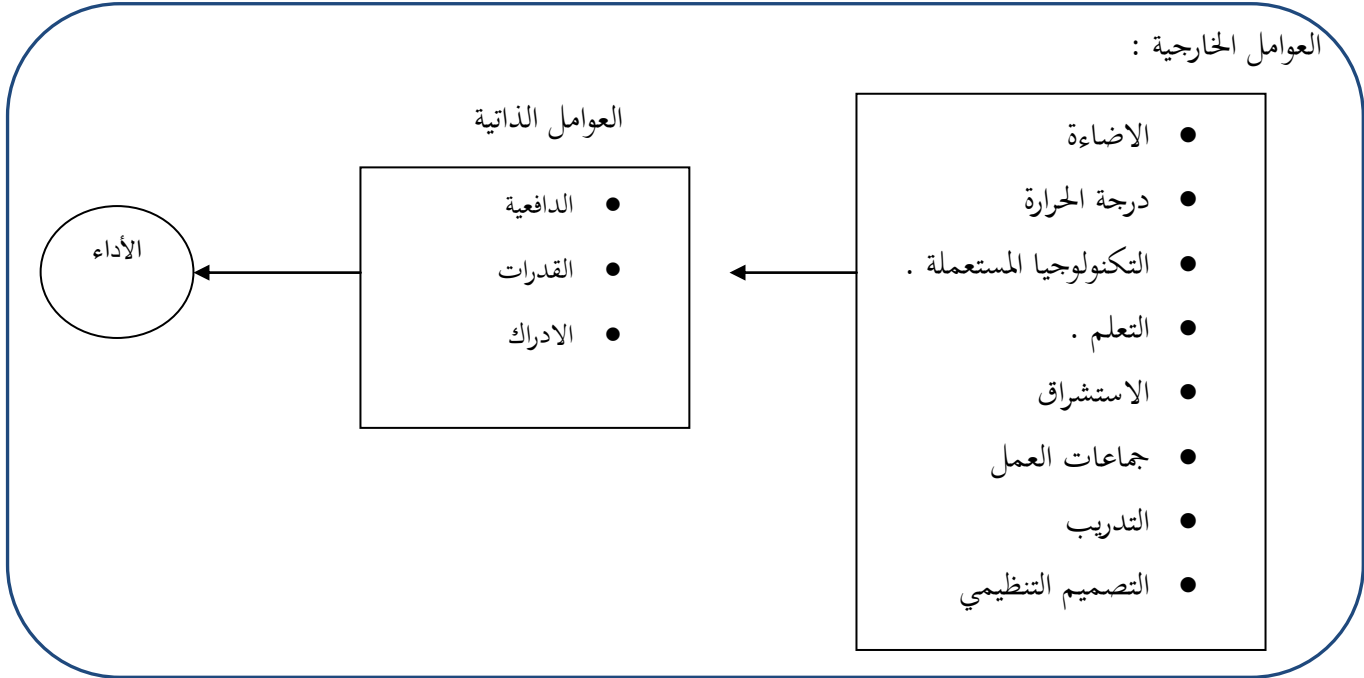 العوامل الخارجية :
● الاضاءة
● درجة الحرارة
● التكنولوجيا المستعملة .
● التعلم .
● الاستشراق
● جماعات العمل
● التدريب
● التصميم التنظيمي
العوامل الذاتية
● الدافعية
● القدرات
● الادراك
الأداء